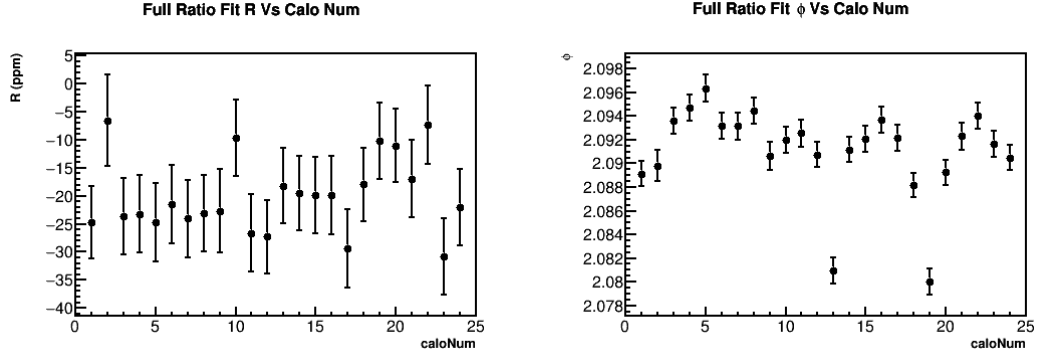 Full Ratio Fit R Vs Calo Num
R (ppm)
5
0
−5
−10
−15
−20
−25
−30
−35
−40
0 5 10 15 20 25
caloNum
Full Ratio Fit ϕ Vs Calo Num
ϕ
2.098
2.096
2.094
2.092
2.09
2.088
2.086
2.084
2.082
2.08
2.078
0 5 10 15 20 25
caloNum